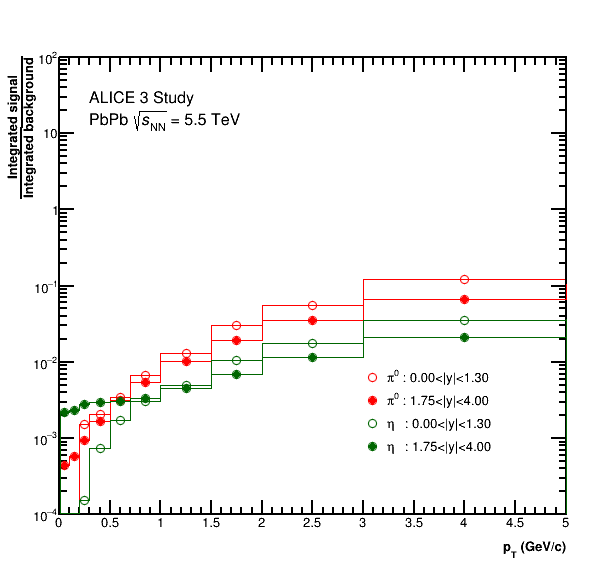 Integrated signal
Integrated background
10²
10
1
10⁻¹
10⁻²
10⁻³
10⁻⁴
ALICE 3 Study
PbPb √sNN = 5.5 TeV
π⁰ : 0.00<|y|<1.30
π⁰ : 1.75<|y|<4.00
η : 0.00<|y|<1.30
η : 1.75<|y|<4.00
0 0.5 1 1.5 2 2.5 3 3.5 4 4.5 5
pT (GeV/c)